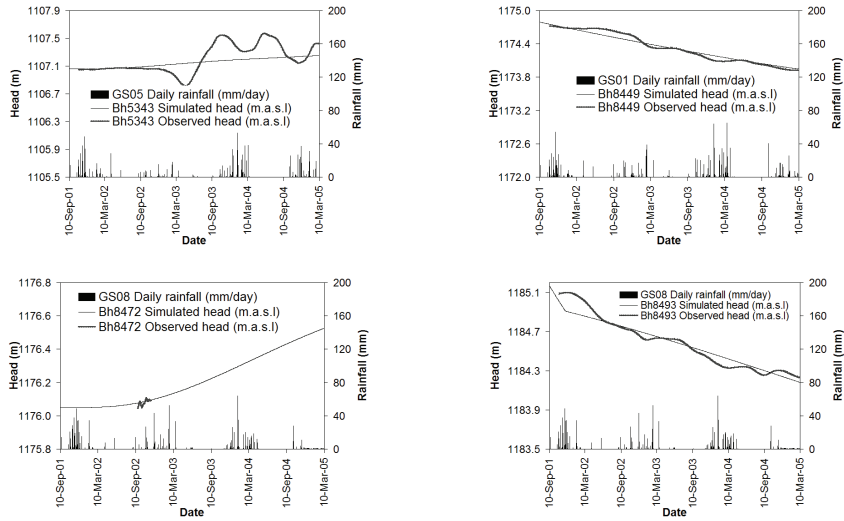 1107.9
1107.5
1107.1
1106.7
1106.3
1105.9
1105.5
Head (m)
200
160
120
80
40
0
Rainfall (mm)
GS05 Daily rainfall (mm/day)
Bh5343 Simulated head (m.a.s.l)
Bh5343 Observed head (m.a.s.l)
10-Sep-01
10-Mar-02
10-Sep-02
10-Mar-03
10-Sep-03
10-Mar-04
10-Sep-04
10-Mar-05
Date
1175.0
1174.4
1173.8
1173.2
1172.6
1172.0
Head (m)
200
160
120
80
40
0
Rainfall (mm)
GS01 Daily rainfall (mm/day)
Bh8449 Simulated head (m.a.s.l)
Bh8449 Observed head (m.a.s.l)
10-Sep-01
10-Mar-02
10-Sep-02
10-Mar-03
10-Sep-03
10-Mar-04
10-Sep-04
10-Mar-05
Date
1176.8
1176.6
1176.4
1176.2
1176.0
1175.8
Head (m)
200
160
120
80
40
0
Rainfall (mm)
GS08 Daily rainfall (mm/day)
Bh8472 Simulated head (m.a.s.l)
Bh8472 Observed head (m.a.s.l)
10-Sep-01
10-Mar-02
10-Sep-02
10-Mar-03
10-Sep-03
10-Mar-04
10-Sep-04
10-Mar-05
Date
1185.1
1184.7
1184.3
1183.9
1183.5
Head (m)
200
160
120
80
40
0
Rainfall (mm)
GS08 Daily rainfall (mm/day)
Bh8493 Simulated head (m.a.s.l)
Bh8493 Observed head (m.a.s.l)
10-Sep-01
10-Mar-02
10-Sep-02
10-Mar-03
10-Sep-03
10-Mar-04
10-Sep-04
10-Mar-05
Date